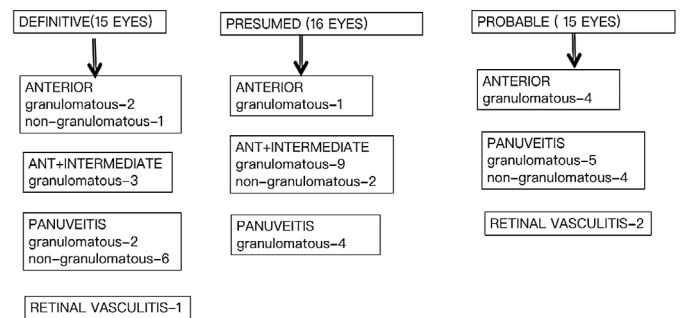 DEFINITIVE(15 EYES)
ANTERIOR
granulomatous-2
non-granulomatous-1
ANT+INTERMEDIATE
granulomatous-3
PANUVEITIS
granulomatous-2
non-granulomatous-6
RETINAL VASCULITIS-1
PRESUMED (16 EYES)
ANTERIOR
granulomatous-1
ANT+INTERMEDIATE
granulomatous-9
non-granulomatous-2
PANUVEITIS
granulomatous-4
PROBABLE ( 15 EYES)
ANTERIOR
granulomatous-4
PANUVEITIS
granulomatous-5
non-granulomatous-4
RETINAL VASCULITIS-2